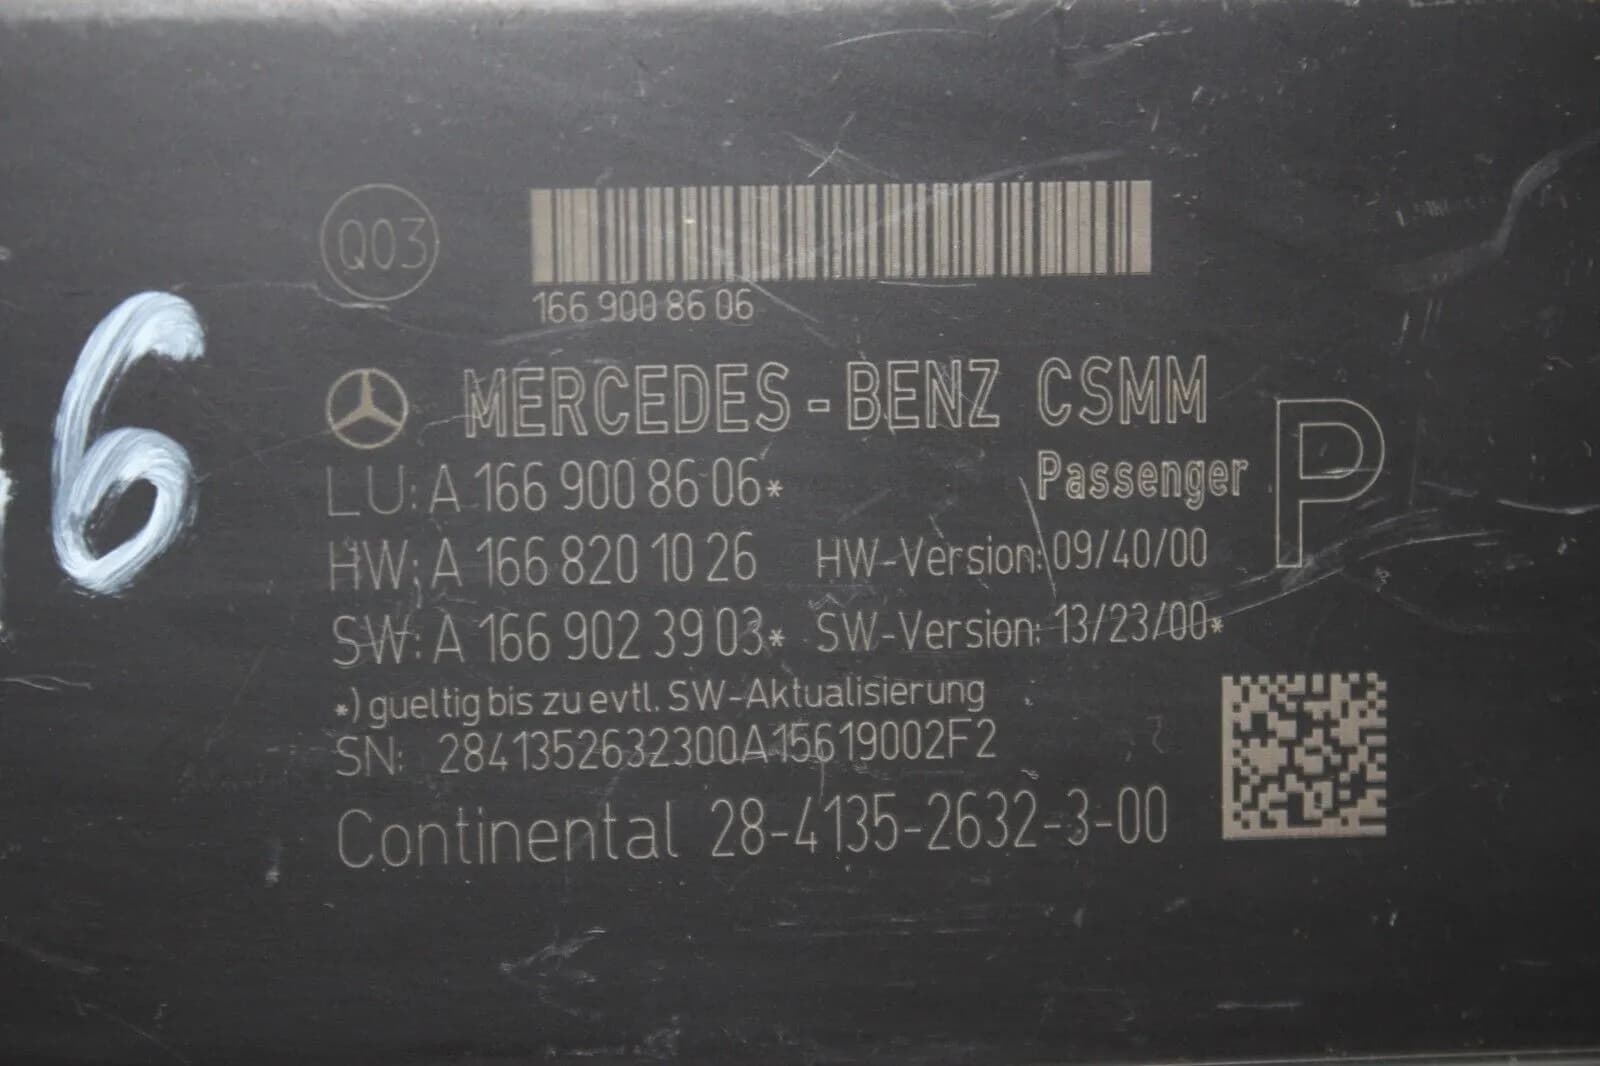 Q03
166 900 86 06
MERCEDES-BENZ CSMM
LU: A 166 900 86 06*
Passenger P
HW: A 166 820 10 26 HW-Version: 09/40/00
SW: A 166 902 39 03* SW-Version: 13/23/00*
*) gueltig bis zu evtl. SW-Aktualisierung
SN: 2841352632300A15619002F2
Continental 28-4135-2632-3-00
6